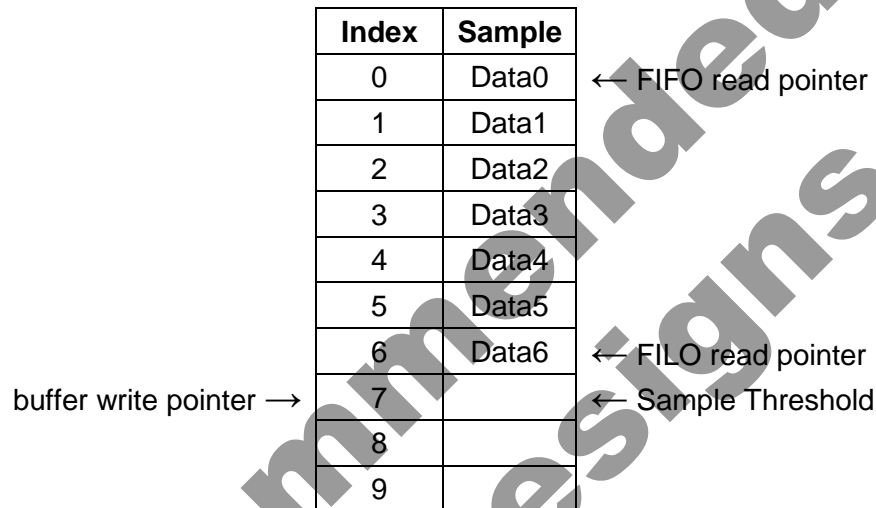 Index Sample
0 Data0 ← FIFO read pointer
1 Data1
2 Data2
3 Data3
4 Data4
5 Data5
6 Data6 ← FILO read pointer
buffer write pointer → 7 ← Sample Threshold
8
9